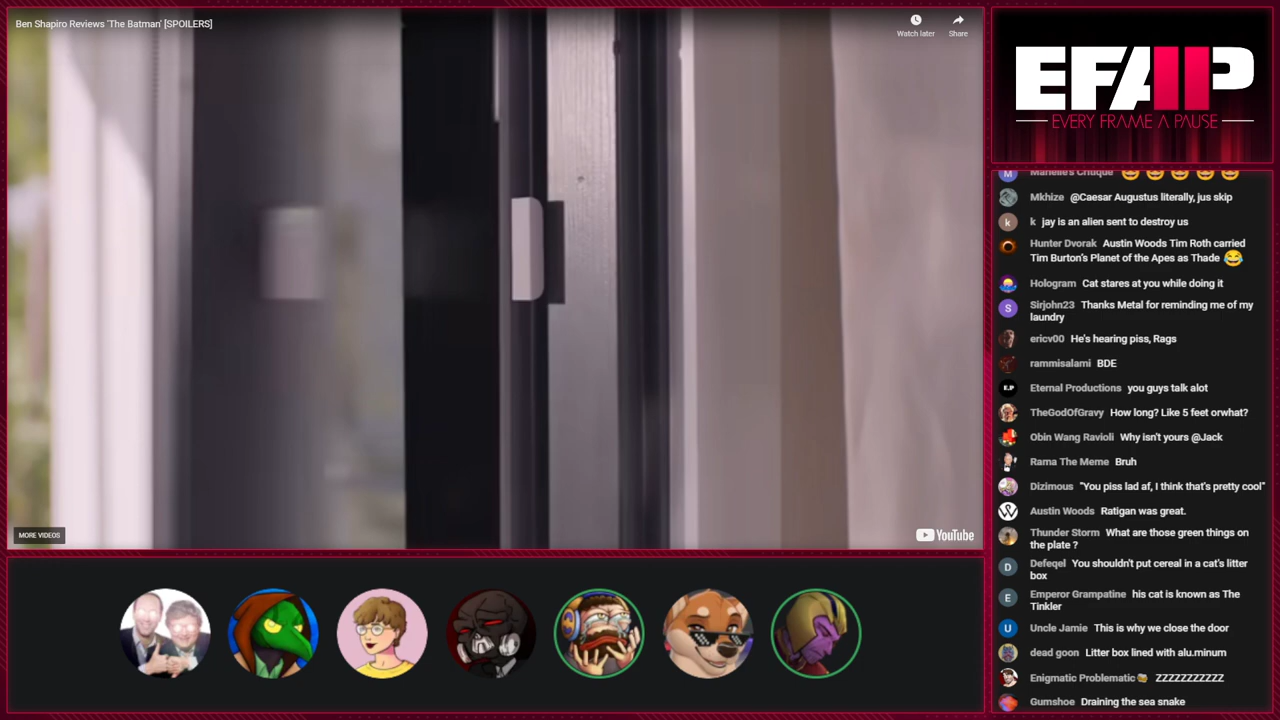 Ben Shapiro Reviews 'The Batman' [SPOILERS]
Watch later
Share
MORE VIDEOS
YouTube
EFAP
EVERY FRAME A PAUSE
M Marielle's Critique
Mkhize @Caesar Augustus literally, jus skip
k k jay is an alien sent to destroy us
Hunter Dvorak Austin Woods Tim Roth carried
Tim Burton's Planet of the Apes as Thade
Hologram Cat stares at you while doing it
S Sirjohn23 Thanks Metal for reminding me of my
laundry
ericv00 He's hearing piss, Rags
rammisalami BDE
E.P Eternal Productions you guys talk alot
TheGodOfGravy How long? Like 5 feet orwhat?
Obin Wang Ravioli Why isn't yours @Jack
Rama The Meme Bruh
Dizimous "You piss lad af, I think that's pretty cool"
Austin Woods Ratigan was great.
Thunder Storm What are those green things on
the plate ?
D Defeqel You shouldn't put cereal in a cat's litter
box
E Emperor Grampatine his cat is known as The
Tinkler
U Uncle Jamie This is why we close the door
dead goon Litter box lined with alu.minum
Enigmatic Problematic ZZZZZZZZZZZ
Gumshoe Draining the sea snake